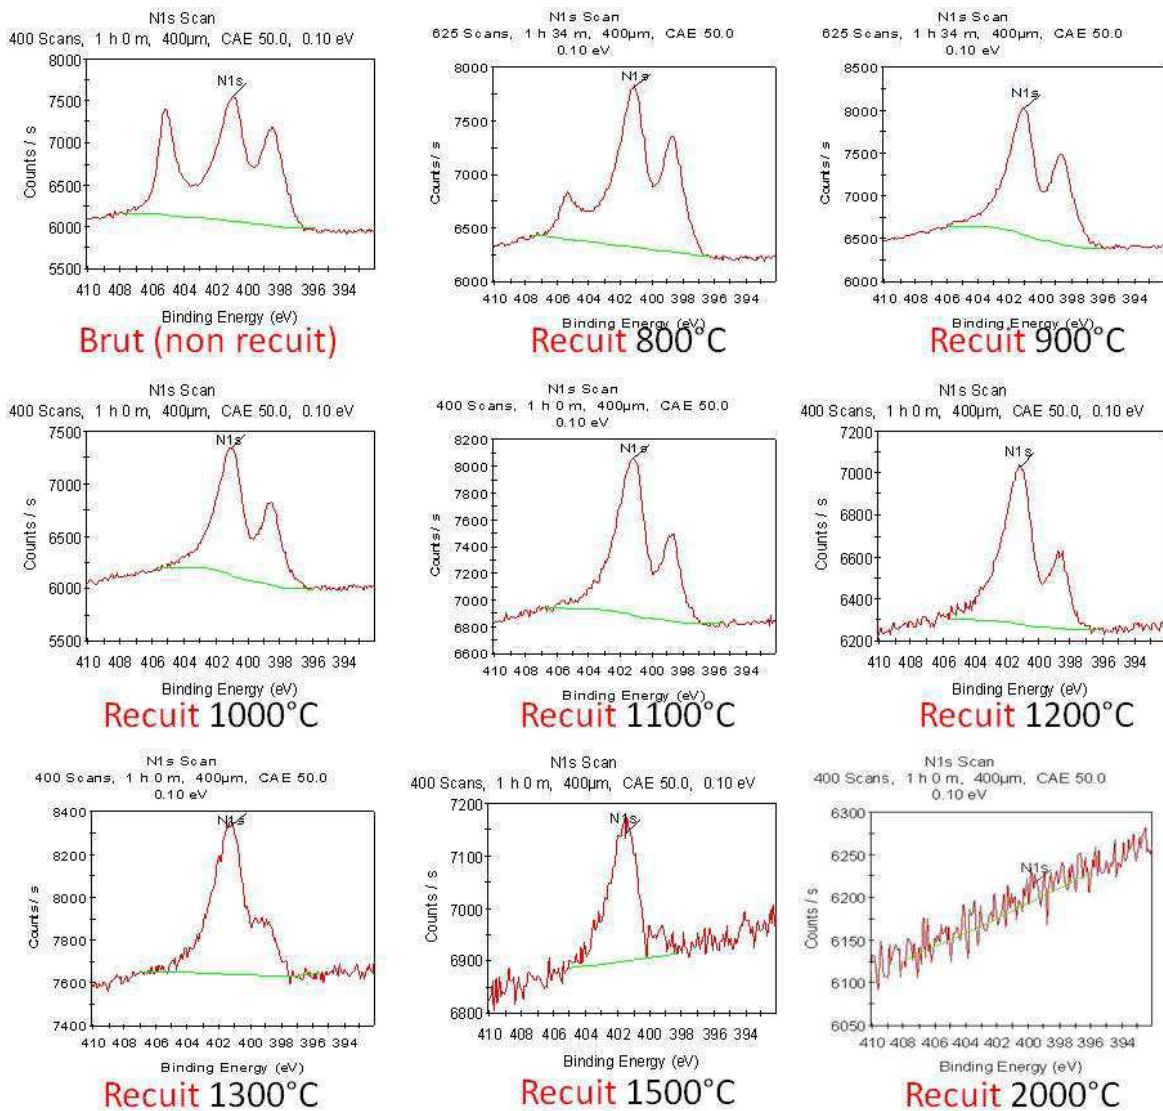 N1s Scan
400 Scans, 1 h 0 m, 400µm, CAE 50.0, 0.10 eV
N1s
8000
7500
7000
6500
6000
5500
Counts / s
410 408 406 404 402 400 398 396 394
Binding Energy (eV)
Brut (non recuit)
N1s Scan
625 Scans, 1 h 34 m, 400µm, CAE 50.0
0.10 eV
N1s
8000
7500
7000
6500
6000
Counts / s
410 408 406 404 402 400 398 396 394
Binding Energy (eV)
Recuit 800°C
N1s Scan
625 Scans, 1 h 34 m, 400µm, CAE 50.0
0.10 eV
N1s
8500
8000
7500
7000
6500
6000
Counts / s
410 408 406 404 402 400 398 396 394
Binding Energy (eV)
Recuit 900°C
N1s Scan
400 Scans, 1 h 0 m, 400µm, CAE 50.0, 0.10 eV
N1s
7500
7000
6500
6000
5500
Counts / s
410 408 406 404 402 400 398 396 394
Binding Energy (eV)
Recuit 1000°C
N1s Scan
400 Scans, 1 h 0 m, 400µm, CAE 50.0
0.10 eV
N1s
8200
8000
7800
7600
7400
7200
7000
6800
6600
Counts / s
410 408 406 404 402 400 398 396 394
Binding Energy (eV)
Recuit 1100°C
N1s Scan
400 Scans, 1 h 0 m, 400µm, CAE 50.0, 0.10 eV
N1s
7200
7000
6800
6600
6400
6200
Counts / s
410 408 406 404 402 400 398 396 394
Binding Energy (eV)
Recuit 1200°C
N1s Scan
400 Scans, 1 h 0 m, 400µm, CAE 50.0
0.10 eV
N1s
8400
8200
8000
7800
7600
7400
Counts / s
410 408 406 404 402 400 398 396 394
Binding Energy (eV)
Recuit 1300°C
N1s Scan
400 Scans, 1 h 0 m, 400µm, CAE 50.0, 0.10 eV
N1s
7200
7100
7000
6900
6800
Counts / s
410 408 406 404 402 400 398 396 394
Binding Energy (eV)
Recuit 1500°C
N1s Scan
400 Scans, 1 h 0 m, 400µm, CAE 50.0
0.10 eV
N1s
6300
6250
6200
6150
6100
6050
Counts / s
410 408 406 404 402 400 398 396 394
Binding Energy (eV)
Recuit 2000°C